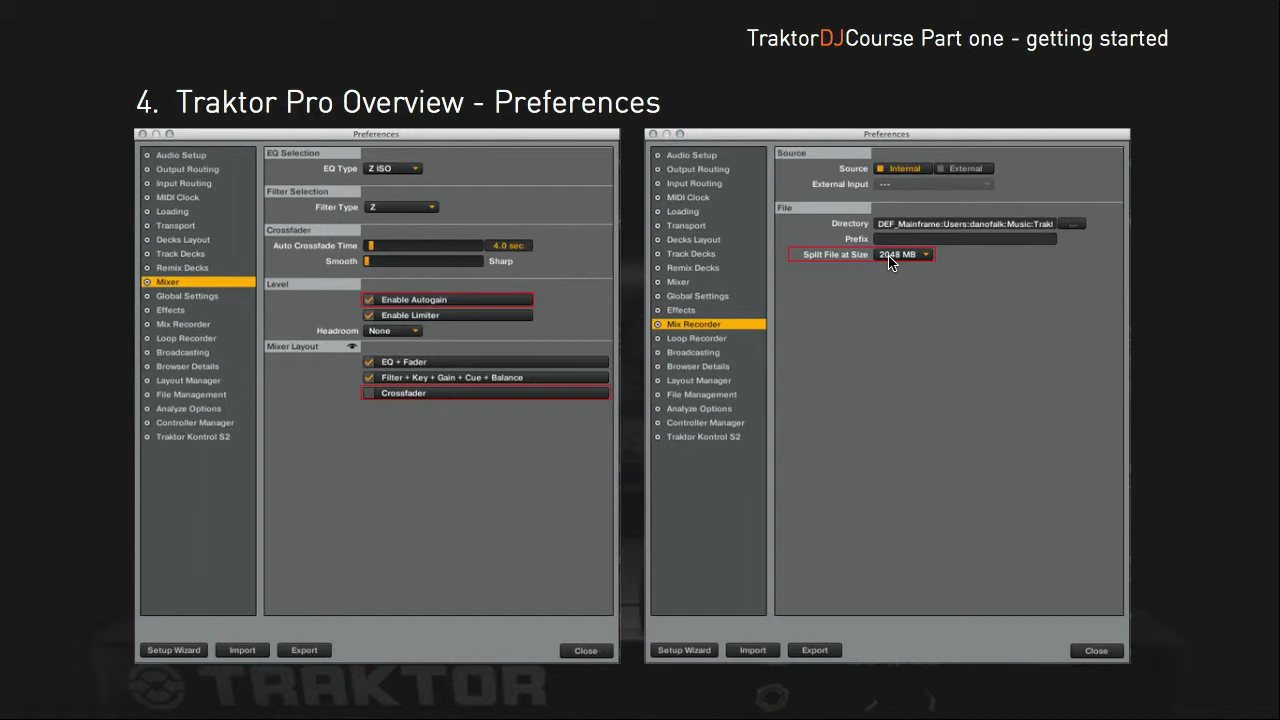 TraktorDJCourse Part one - getting started
4. Traktor Pro Overview - Preferences
Preferences
Audio Setup
Output Routing
Input Routing
MIDI Clock
Loading
Transport
Decks Layout
Track Decks
Remix Decks
Mixer
Global Settings
Effects
Mix Recorder
Loop Recorder
Broadcasting
Browser Details
Layout Manager
File Management
Analyze Options
Controller Manager
Traktor Kontrol S2
EQ Selection
EQ Type Z ISO
Filter Selection
Filter Type Z
Crossfader
Auto Crossfade Time 4.0 sec
Smooth Sharp
Level
Enable Autogain
Enable Limiter
Headroom None
Mixer Layout
EQ + Fader
Filter + Key + Gain + Cue + Balance
Crossfader
Setup Wizard Import Export Close
Preferences
Audio Setup
Output Routing
Input Routing
MIDI Clock
Loading
Transport
Decks Layout
Track Decks
Remix Decks
Mixer
Global Settings
Effects
Mix Recorder
Loop Recorder
Broadcasting
Browser Details
Layout Manager
File Management
Analyze Options
Controller Manager
Traktor Kontrol S2
Source
Source Internal External
External Input ---
File
Directory DEF_Mainframe:Users:danofalk:Music:Trakt ...
Prefix
Split File at Size 2048 MB
Setup Wizard Import Export Close
TRAKTOR